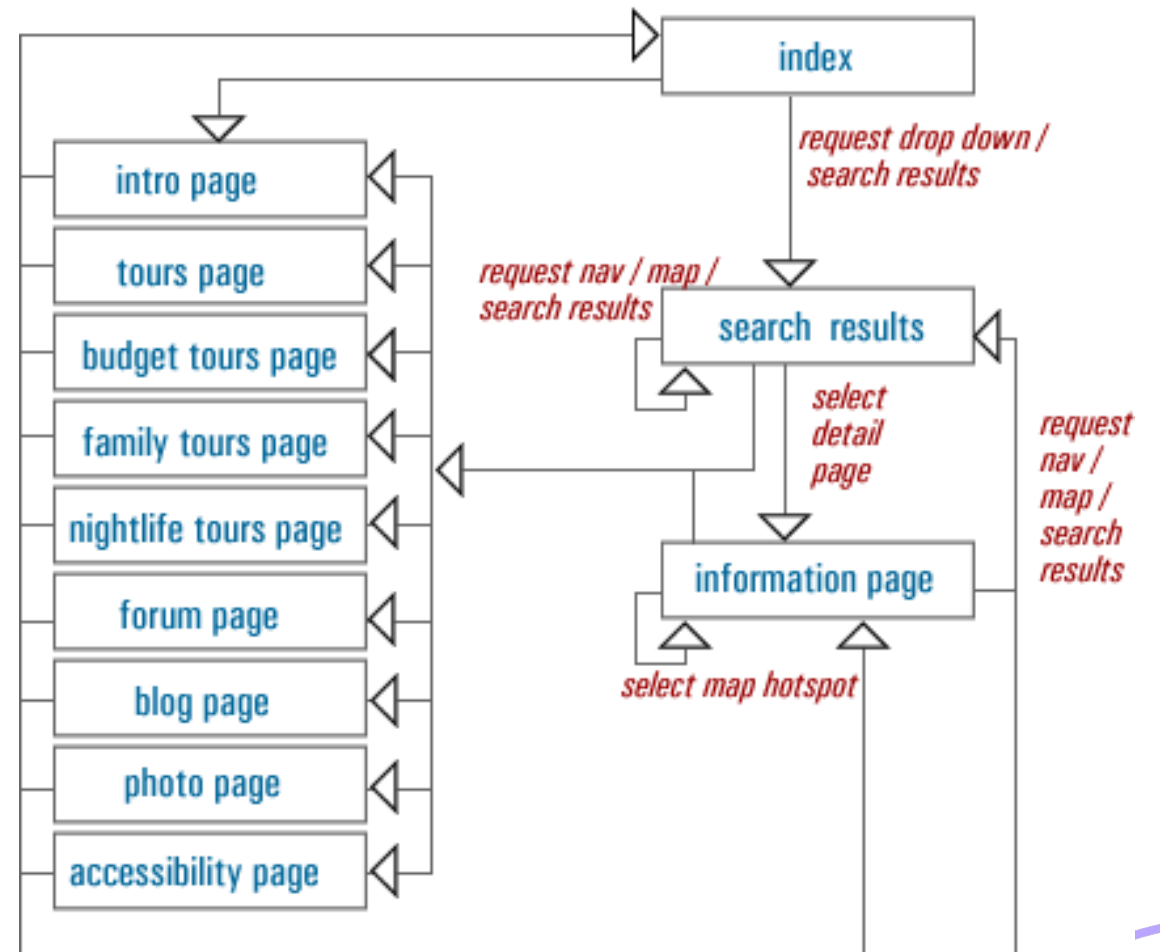 index
request drop down /
search results
intro page
tours page
budget tours page
family tours page
nightlife tours page
forum page
blog page
photo page
accessibility page
request nav / map /
search results
search  results
select
detail
page
request
nav /
map /
search
results
information page
select map hotspot